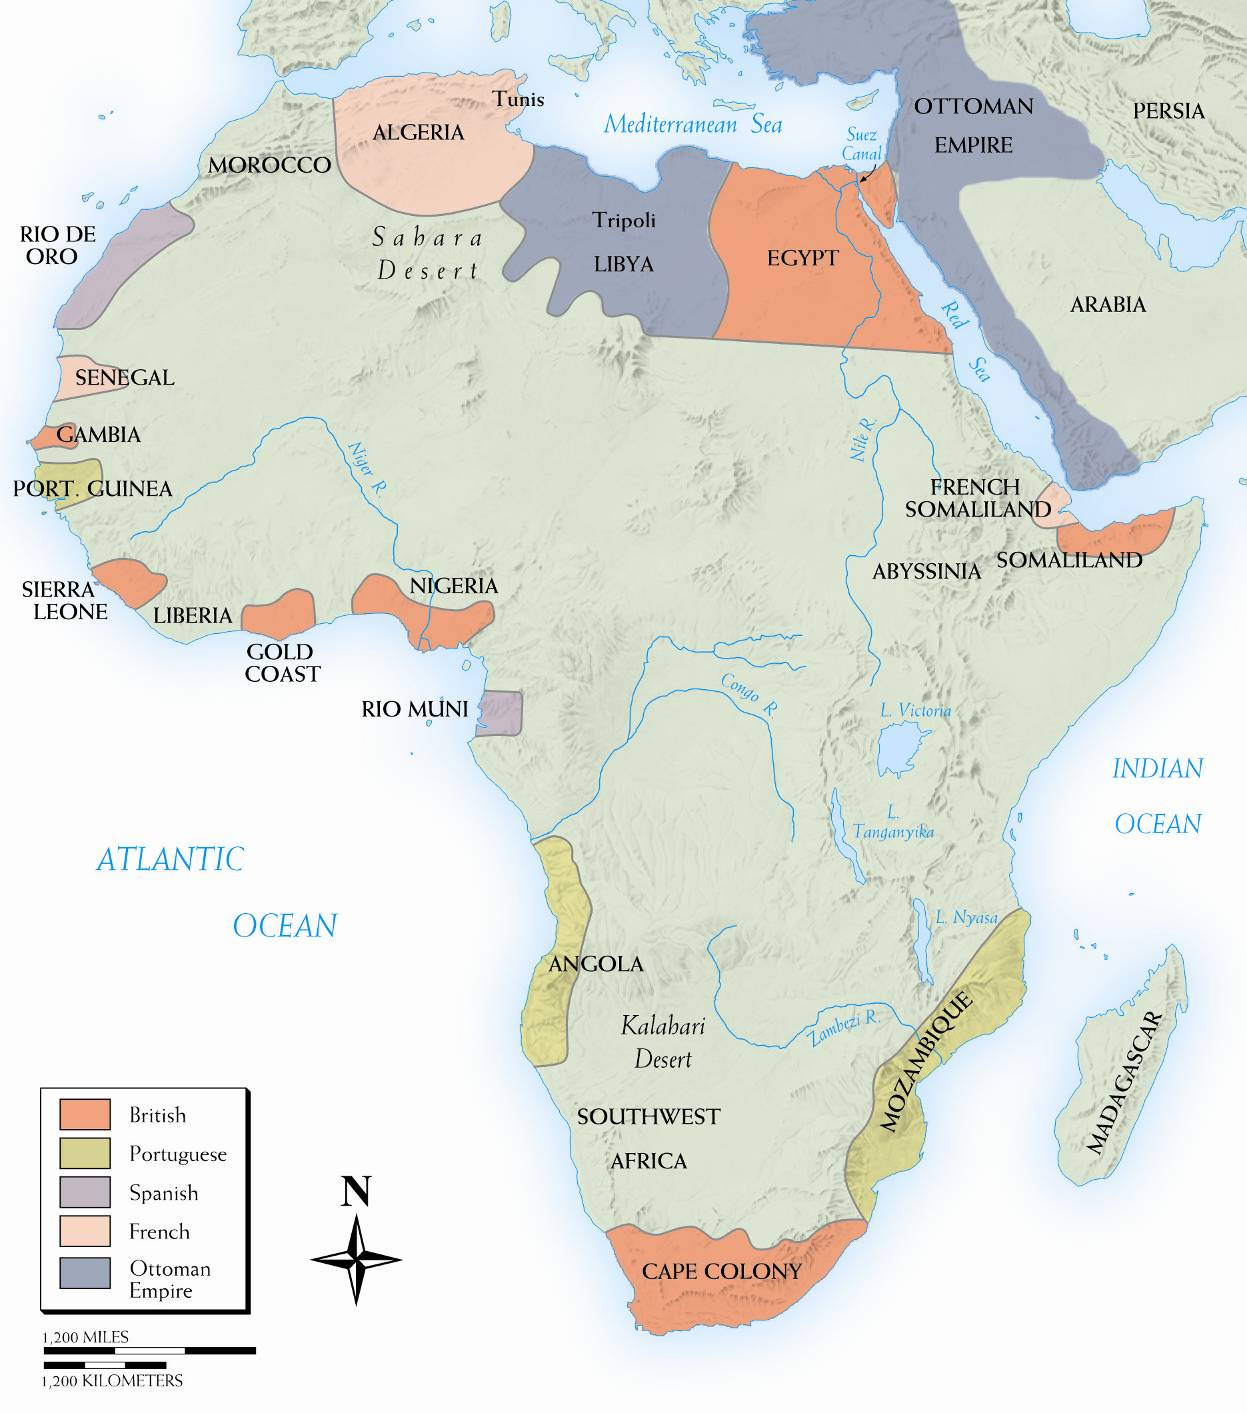 Tunis
ALGERIA
Mediterranean Sea
OTTOMAN
EMPIRE
PERSIA
Suez
Canal
MOROCCO
RIO DE
ORO
Sahara
Desert
Tripoli
LIBYA
EGYPT
ARABIA
Red Sea
SENEGAL
GAMBIA
PORT. GUINEA
Niger R.
Nile R.
FRENCH
SOMALILAND
SOMALILAND
ABYSSINIA
SIERRA
LEONE
LIBERIA
NIGERIA
GOLD
COAST
RIO MUNI
Congo R.
L. Victoria
INDIAN
OCEAN
L.
Tanganyika
ATLANTIC
OCEAN
L. Nyasa
ANGOLA
Kalahari
Desert
Zambezi R.
MOZAMBIQUE
MADAGASCAR
SOUTHWEST
AFRICA
CAPE COLONY
British
Portuguese
Spanish
French
Ottoman
Empire
N
1,200 MILES
1,200 KILOMETERS